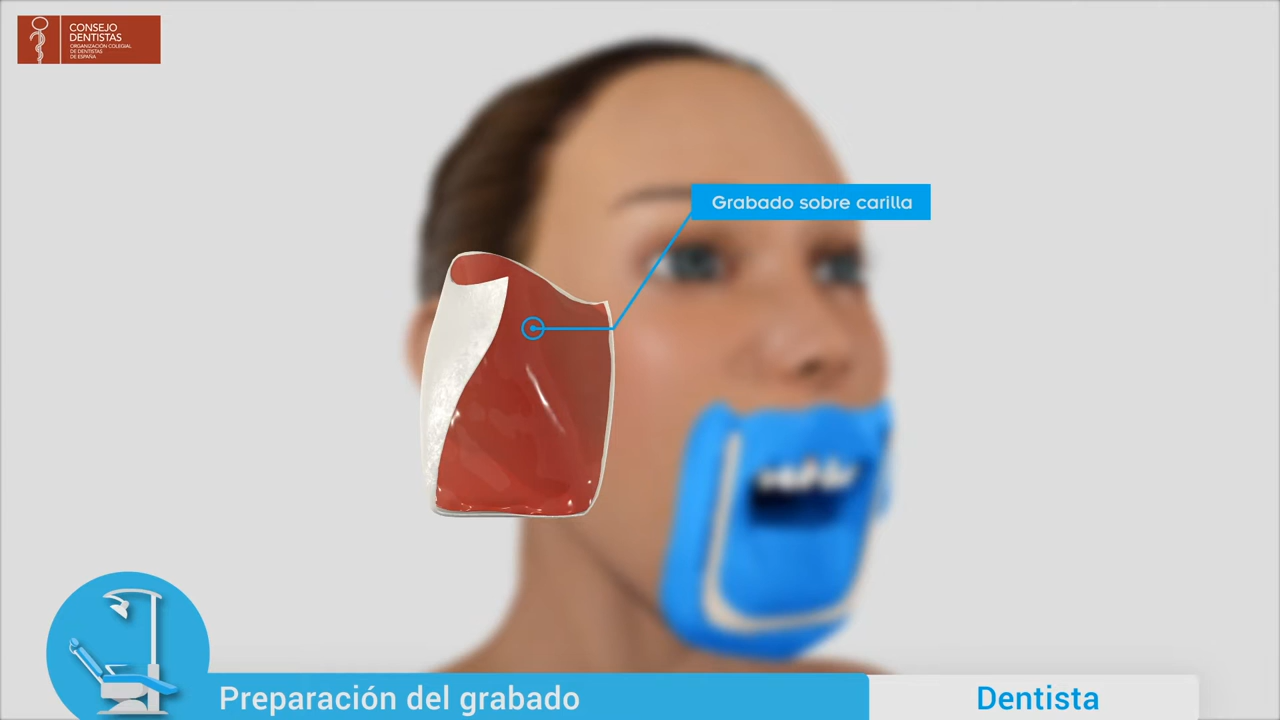 CONSEJO
DENTISTAS
ORGANIZACIÓN COLEGIAL
DE DENTISTAS
DE ESPAÑA
Grabado sobre carilla
Preparación del grabado
Dentista